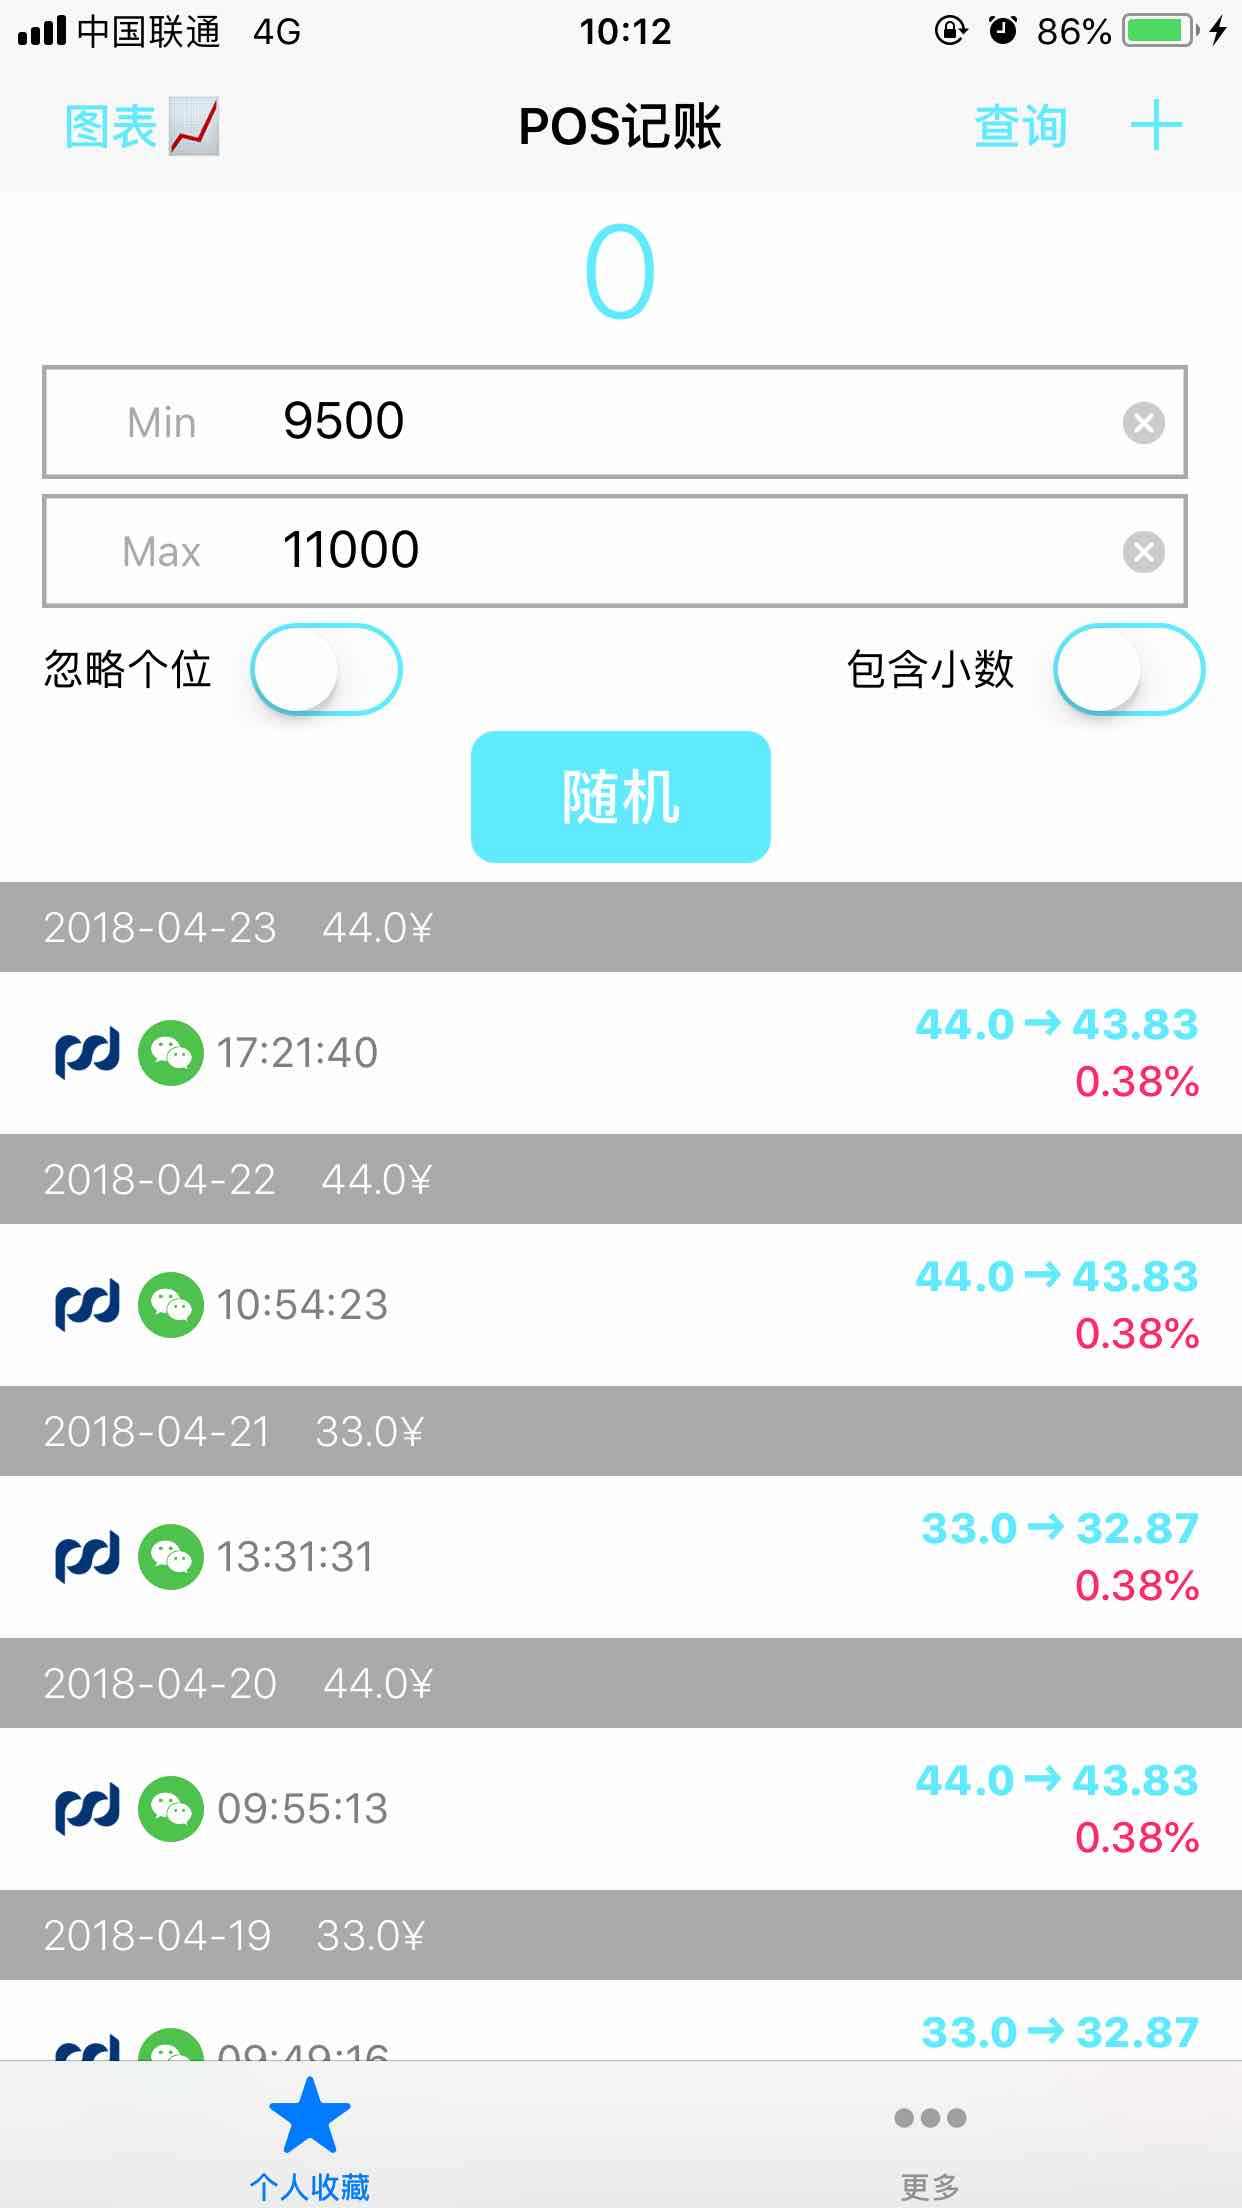 中国联通 4G 10:12 86%
图表 POS记账 查询
0
Min 9500
Max 11000
忽略个位 包含小数
随机
2018-04-23 44.0¥
17:21:40 44.0→43.83
0.38%
2018-04-22 44.0¥
10:54:23 44.0→43.83
0.38%
2018-04-21 33.0¥
13:31:31 33.0→32.87
0.38%
2018-04-20 44.0¥
09:55:13 44.0→43.83
0.38%
2018-04-19 33.0¥
09:49:16 33.0→32.87
个人收藏 更多